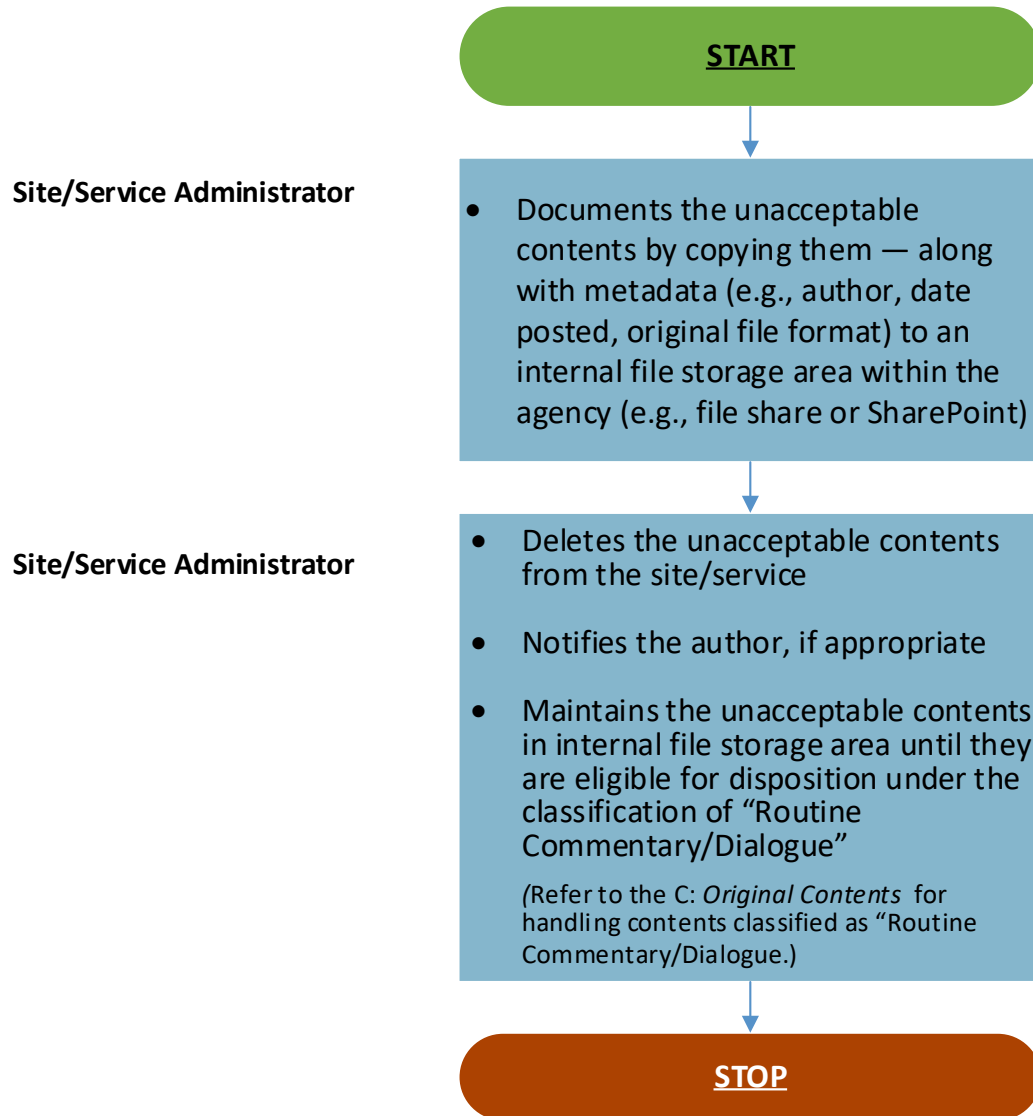 START
Site/Service Administrator
• Documents the unacceptable
contents by copying them — along
with metadata (e.g., author, date
posted, original file format) to an
internal file storage area within the
agency (e.g., file share or SharePoint)
Site/Service Administrator
• Deletes the unacceptable contents
from the site/service
• Notifies the author, if appropriate
• Maintains the unacceptable contents
in internal file storage area until they
are eligible for disposition under the
classification of “Routine
Commentary/Dialogue”
(Refer to the C: Original Contents for
handling contents classified as “Routine
Commentary/Dialogue.)
STOP